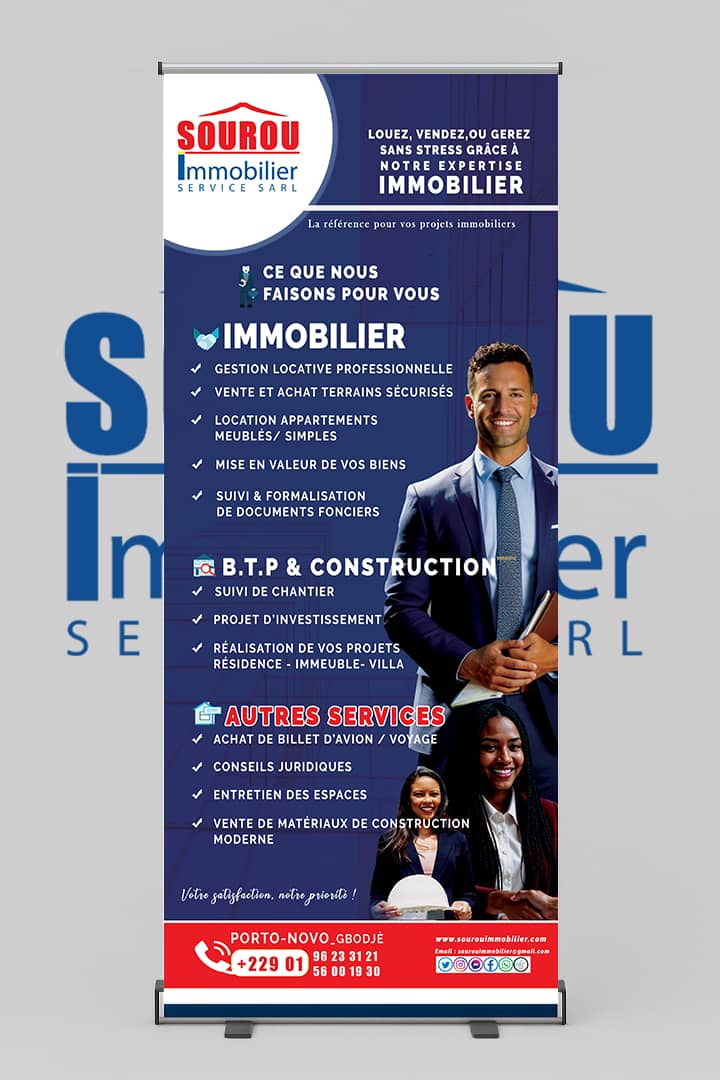 SOUROU
Immobilier
SERVICE SARL
LOUEZ, VENDEZ,OU GEREZ
SANS STRESS GRÂCE À
NOTRE EXPERTISE
IMMOBILIER
La référence pour vos projets immobiliers
CE QUE NOUS
FAISONS POUR VOUS
IMMOBILIER
GESTION LOCATIVE PROFESSIONNELLE
VENTE ET ACHAT TERRAINS SÉCURISÉS
LOCATION APPARTEMENTS
MEUBLÉS/ SIMPLES
MISE EN VALEUR DE VOS BIENS
SUIVI & FORMALISATION
DE DOCUMENTS FONCIERS
B.T.P & CONSTRUCTION
SUIVI DE CHANTIER
PROJET D'INVESTISSEMENT
RÉALISATION DE VOS PROJETS
RÉSIDENCE - IMMEUBLE- VILLA
AUTRES SERVICES
ACHAT DE BILLET D'AVION / VOYAGE
CONSEILS JURIDIQUES
ENTRETIEN DES ESPACES
VENTE DE MATÉRIAUX DE CONSTRUCTION
MODERNE
Votre satisfaction, notre priorité !
PORTO-NOVO_GBODJÈ
+229 01
96 23 31 21
56 00 19 30
www.sourouimmobilier.com
Email : sourouimmobilier@gmail.com
S
U
Im
er
SE
ARL